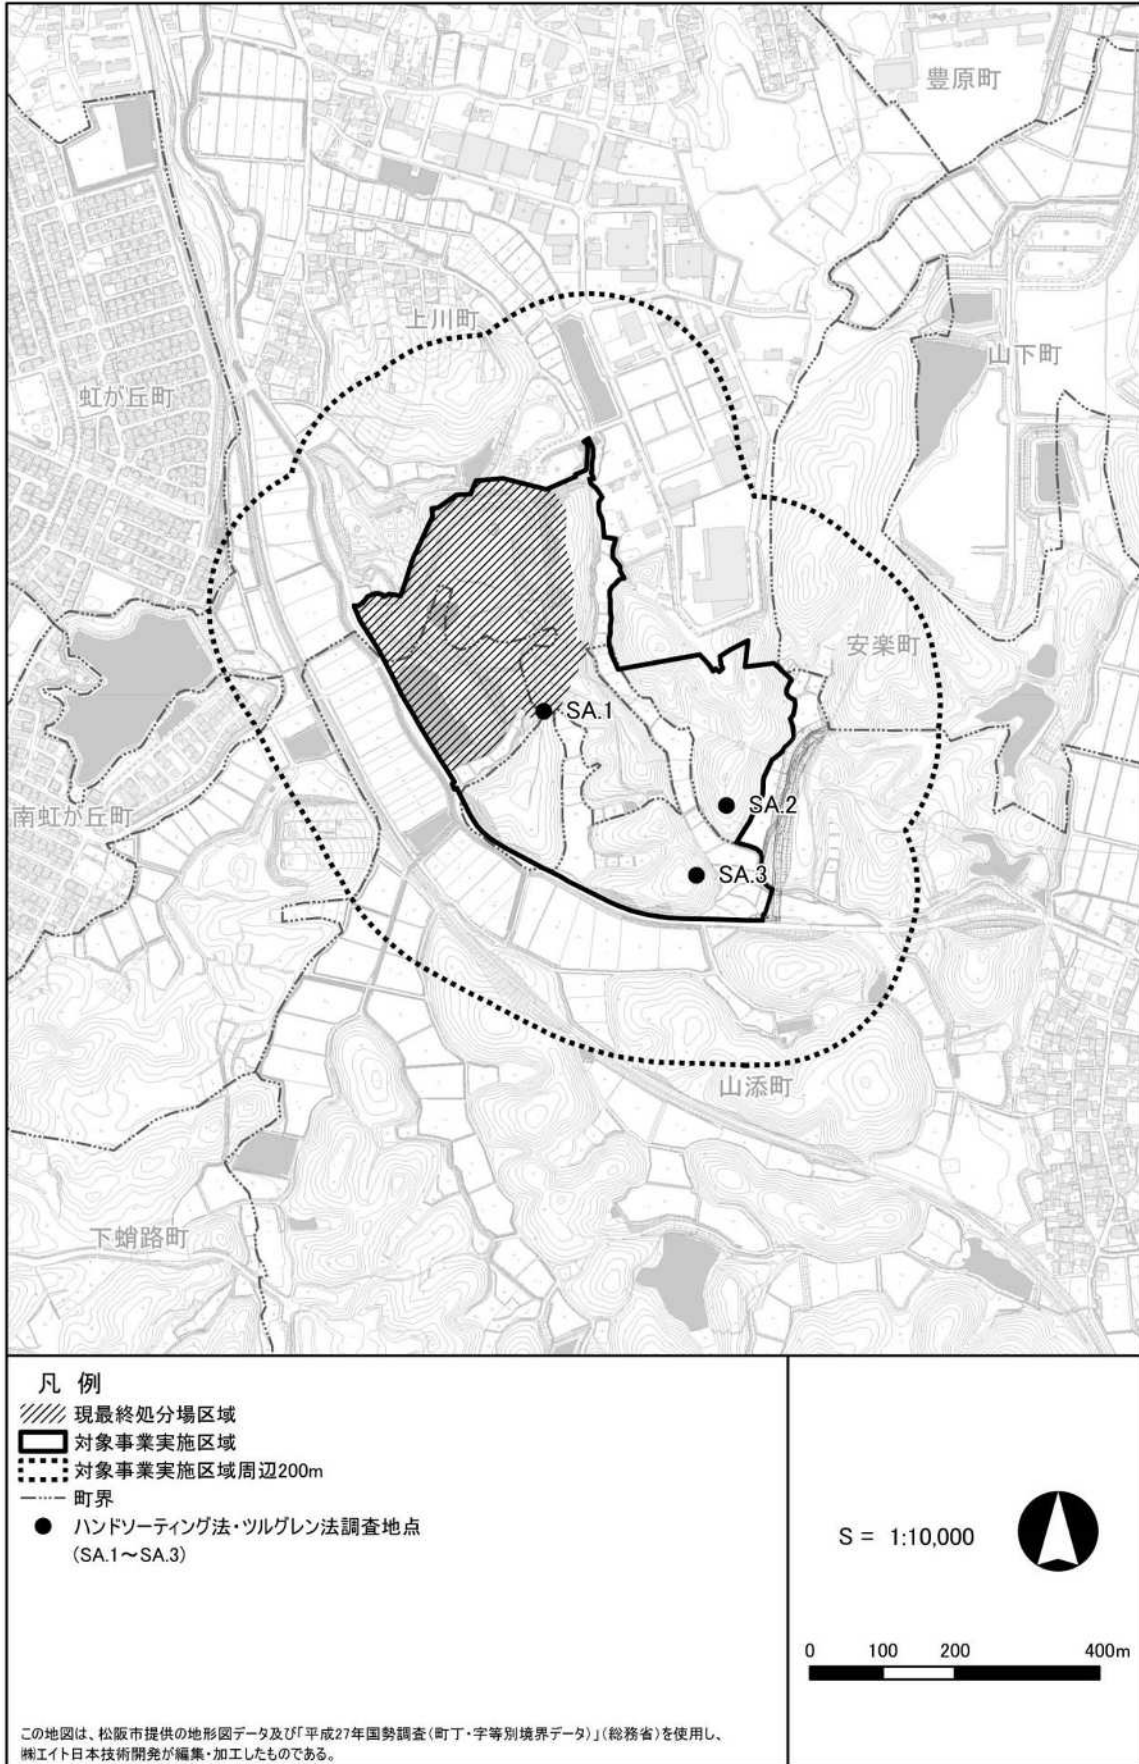 豊原町
上川町
山下町
虹が丘町
安楽町
SA.1
SA.2
南虹が丘町
SA.3
山添町
下蛸路町
凡 例
現最終処分場区域
対象事業実施区域
対象事業実施区域周辺200m
町界
ハンドソーティング法・ツルグレン法調査地点
(SA.1～SA.3)
S = 1:10,000
0 100 200 400m
この地図は、松阪市提供の地形図データ及び「平成27年国勢調査(町丁・字等別境界データ)」(総務省)を使用し、
㈱エイト日本技術開発が編集・加工したものである。